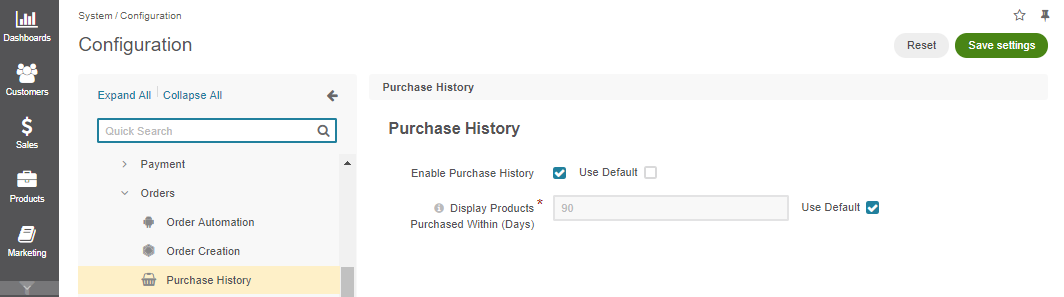 Dashboards
Customers
Sales
Products
Marketing
System / Configuration
Configuration
Reset
Save settings
Expand All
Collapse All
Quick Search
Payment
Orders
Order Automation
Order Creation
Purchase History
Purchase History
Purchase History
Enable Purchase History
Use Default
Display Products *
Purchased Within (Days)
90
Use Default